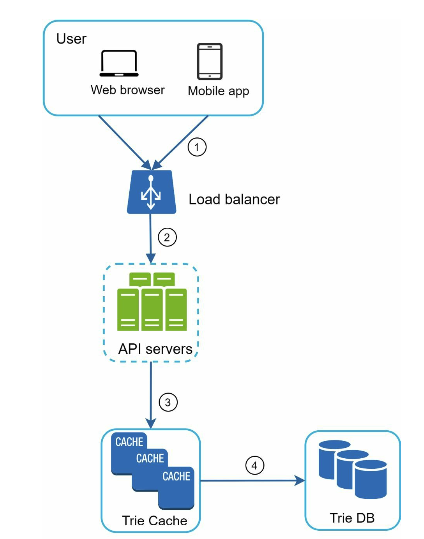 User
Web browser
Mobile app
1
Load balancer
2
API servers
3
CACHE
CACHE
CACHE
Trie Cache
4
Trie DB